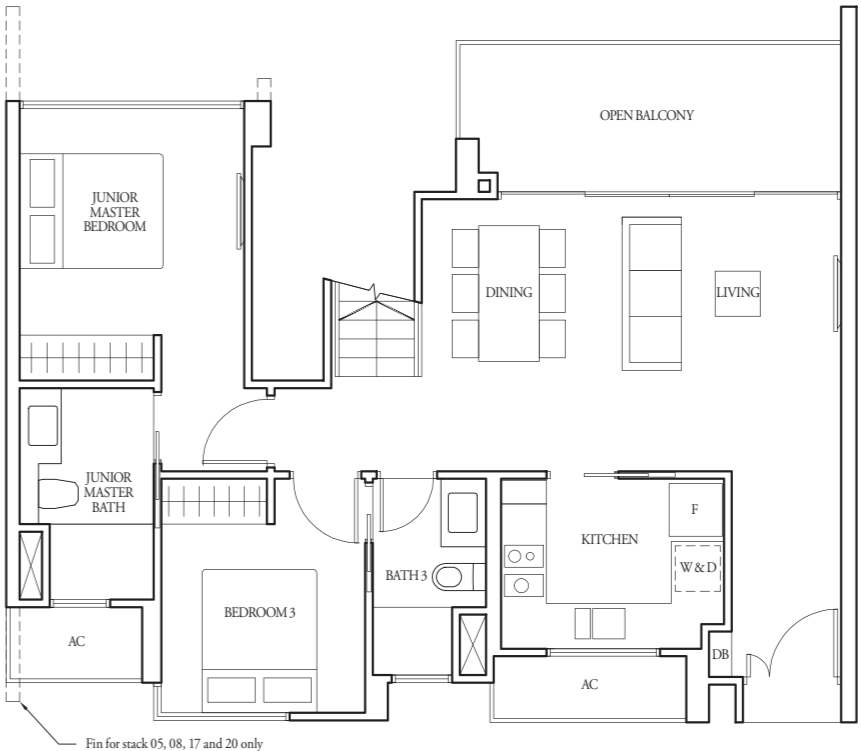 OPEN BALCONY
JUNIOR
MASTER
BEDROOM
DINING
LIVING
JUNIOR
MASTER
BATH
F
KITCHEN
W & D
BATH 3
BEDROOM 3
AC
DB
AC
Fin for stack 05, 08, 17 and 20 only